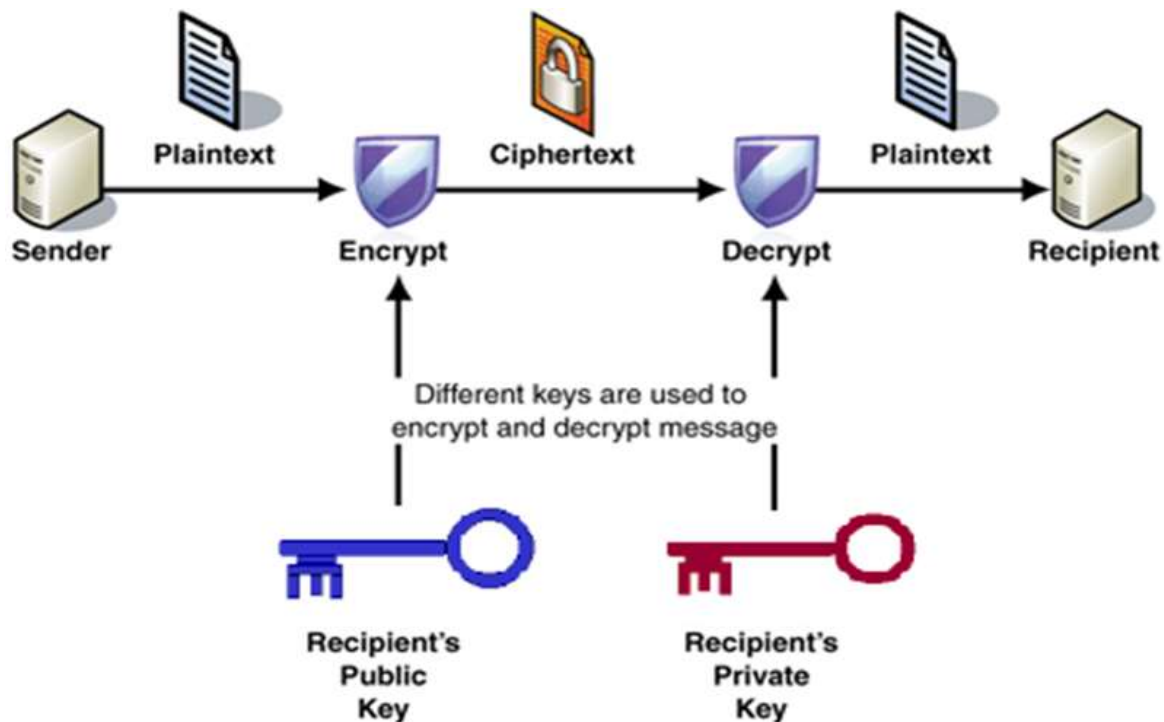 Plaintext
Ciphertext
Plaintext
Sender
Encrypt
Decrypt
Recipient
Different keys are used to
encrypt and decrypt message
Recipient's
Public
Key
Recipient's
Private
Key